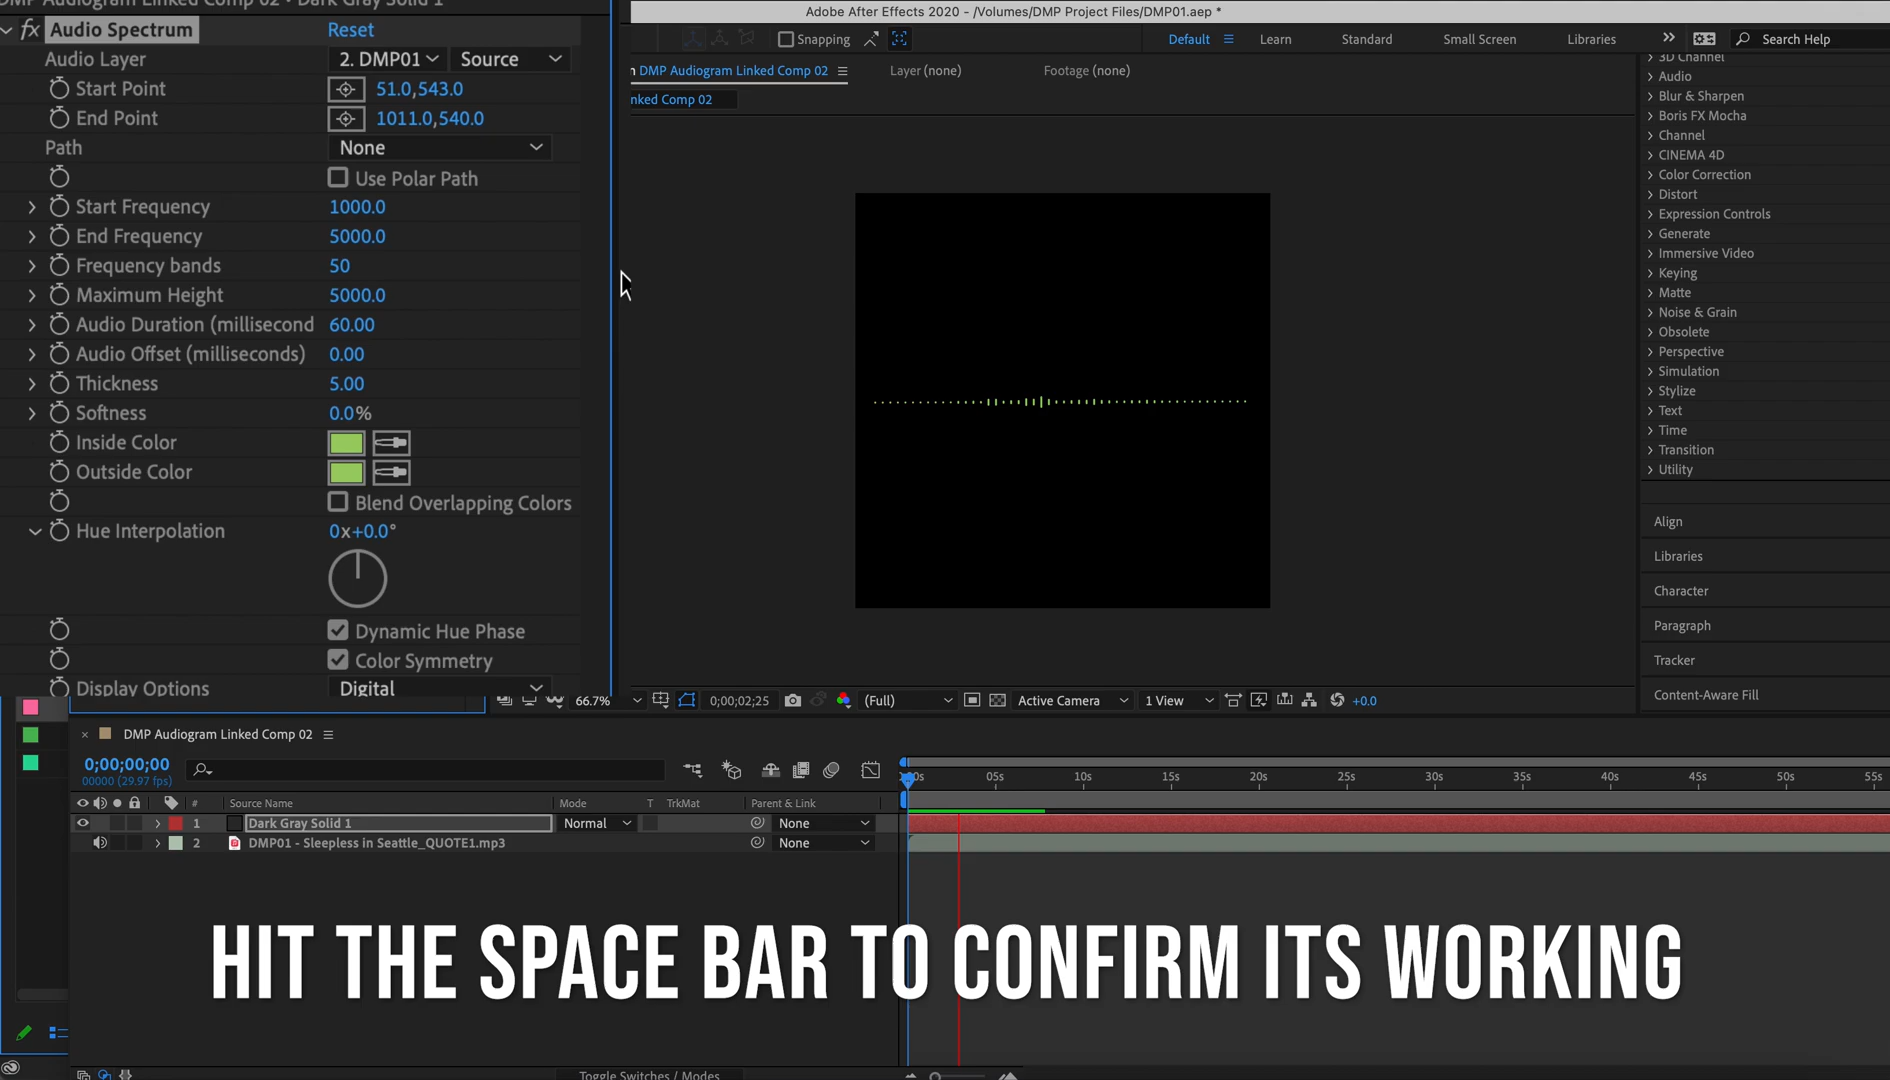 DMP Audiogram Linked Comp 02 • Dark Gray Solid 1
Adobe After Effects 2020 - /Volumes/DMP Project Files/DMP01.aep *
fx Audio Spectrum
Reset
Snapping
Default
Learn
Standard
Small Screen
Libraries
Search Help
Audio Layer
2. DMP01
Source
Start Point
51.0,543.0
End Point
1011.0,540.0
Path
None
Use Polar Path
Start Frequency
1000.0
End Frequency
5000.0
Frequency bands
50
Maximum Height
5000.0
Audio Duration (millisecond
60.00
Audio Offset (milliseconds)
0.00
Thickness
5.00
Softness
0.0%
Inside Color
Outside Color
Blend Overlapping Colors
Hue Interpolation
0x+0.0°
Dynamic Hue Phase
Color Symmetry
Display Options
Digital
n DMP Audiogram Linked Comp 02
Layer (none)
Footage (none)
nked Comp 02
3D Channel
Audio
Blur & Sharpen
Boris FX Mocha
Channel
CINEMA 4D
Color Correction
Distort
Expression Controls
Generate
Immersive Video
Keying
Matte
Noise & Grain
Obsolete
Perspective
Simulation
Stylize
Text
Time
Transition
Utility
Align
Libraries
Character
Paragraph
Tracker
Content-Aware Fill
66.7%
0;00;02;25
(Full)
Active Camera
1 View
+0.0
DMP Audiogram Linked Comp 02
0;00;00;00
00000 (29.97 fps)
00s
05s
10s
15s
20s
25s
30s
35s
40s
45s
50s
55s
#
Source Name
Mode
T
TrkMat
Parent & Link
1
Dark Gray Solid 1
Normal
None
2
DMP01 - Sleepless in Seattle_QUOTE1.mp3
None
HIT THE SPACE BAR TO CONFIRM ITS WORKING
Toggle Switches / Modes